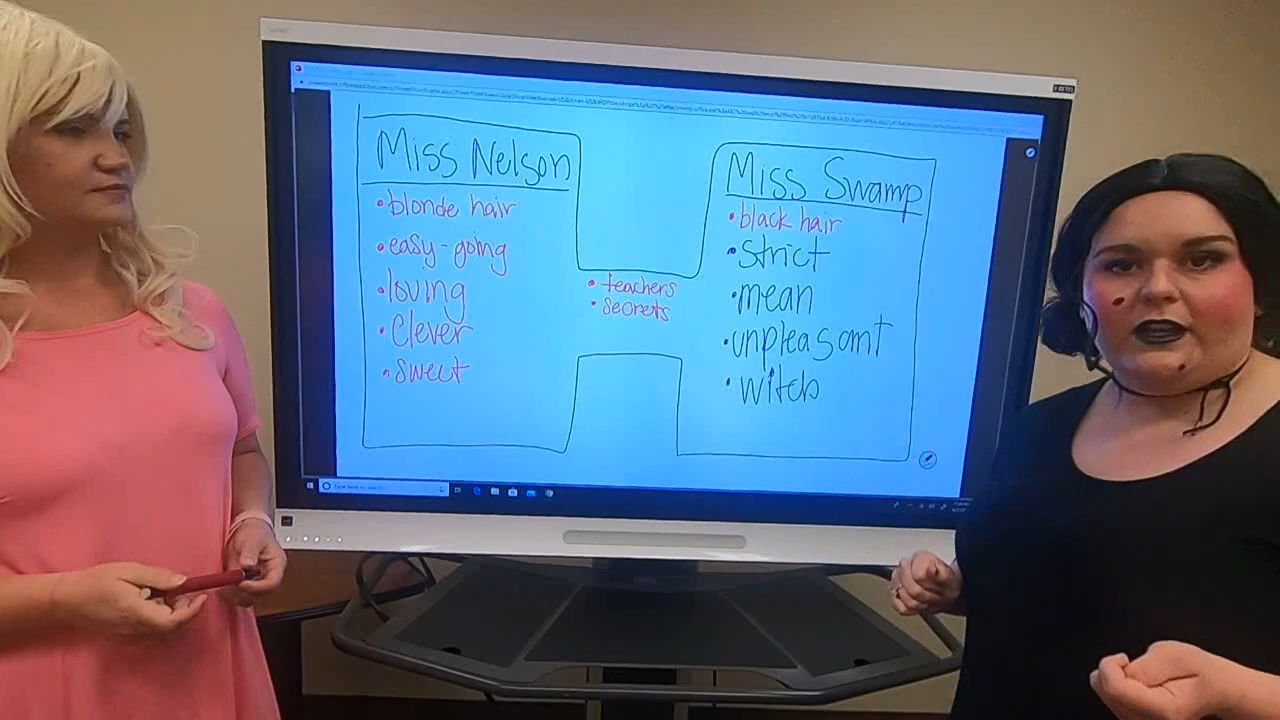 Miss Nelson
•blonde hair
•easy-going
•loving
•Clever
•sweet
•teachers
•secrets
Miss Swamp
•black hair
•Strict
•mean
•unpleasant
•witch